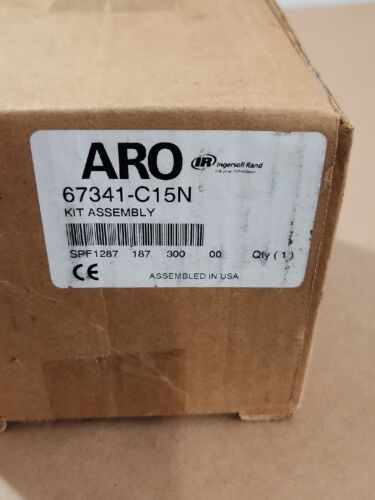 ARO
IR Ingersoll Rand
67341-C15N
KIT ASSEMBLY
SPF1287 187 300 00 Qty ( 1 )
CE ASSEMBLED IN USA